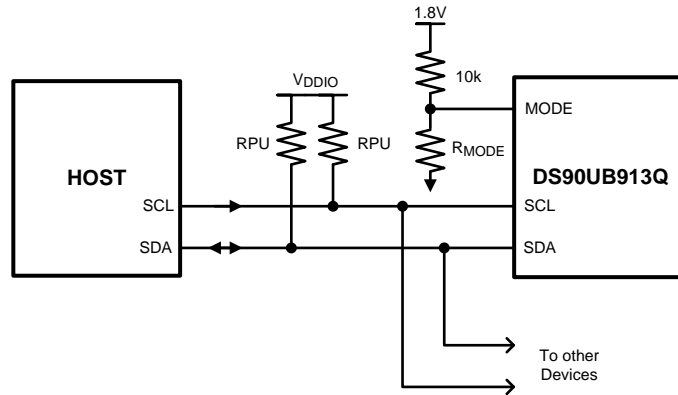 1.8V
10k
VDDIO
MODE
RPU
RPU
RMODE
HOST
DS90UB913Q
SCL
SCL
SDA
SDA
To other
Devices